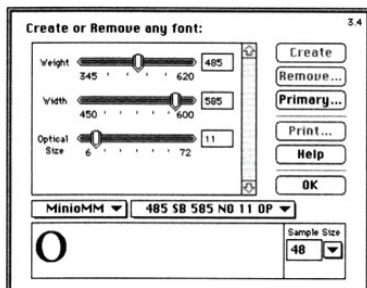 3.4
Create or Remove any font:
Weight 485
345 620
Width 585
450 600
Optical Size 11
6 72
Create
Remove...
Primary...
Print...
Help
OK
MinioMM 485 SB 585 NO 11 OP
Sample Size
48
O